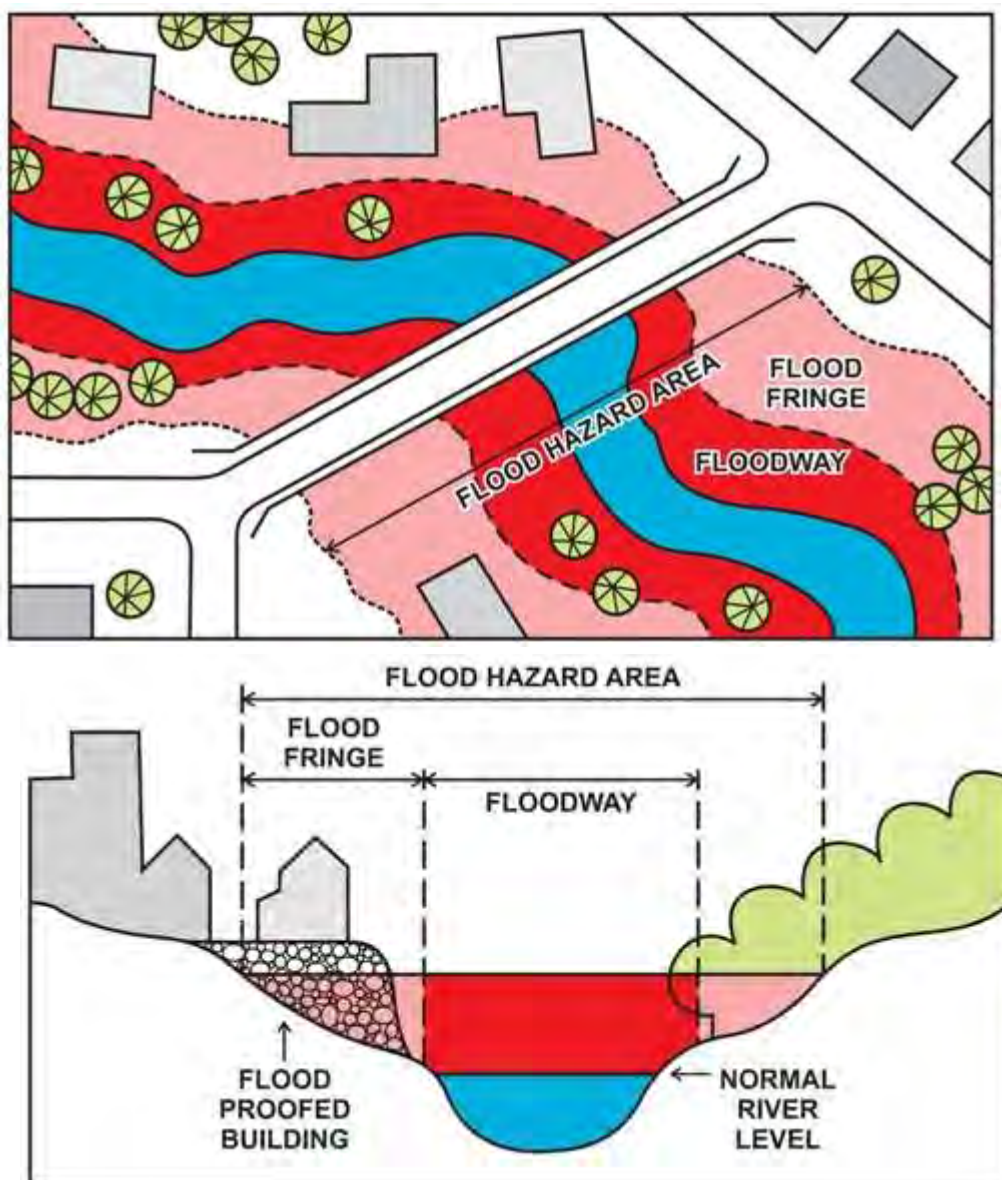 FLOOD
FRINGE
FLOOD HAZARD AREA
FLOODWAY
FLOOD HAZARD AREA
FLOOD
FRINGE
FLOODWAY
FLOOD
PROOFED
BUILDING
NORMAL
RIVER
LEVEL